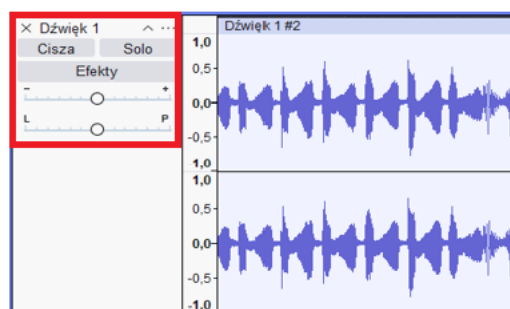 × Dźwięk 1 ^ ...
Cisza Solo
Efekty
- +
L P
Dźwięk 1 #2
1,0
0,5-
0,0-
-0,5-
1,0
1,0
0,5-
0,0-
-0,5-
-1,0